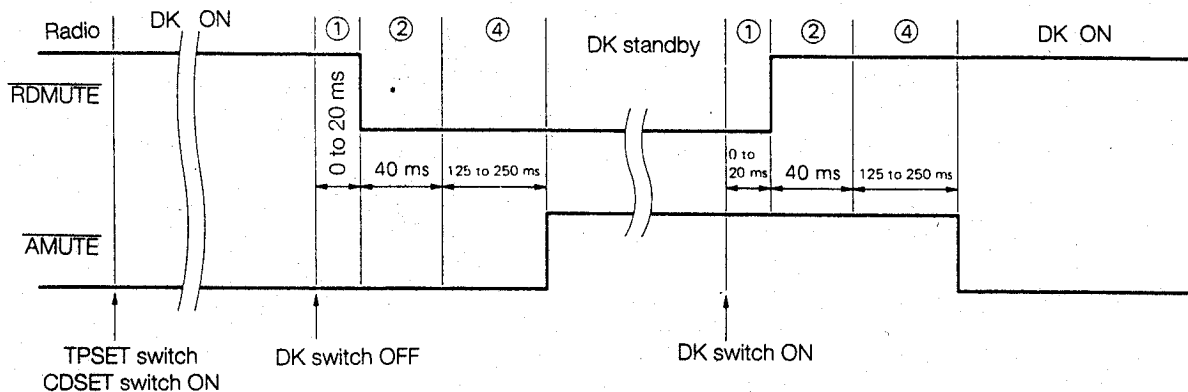 Radio
DK ON
①
②
④
DK standby
①
②
④
DK ON
RDMUTE
0 to 20 ms
40 ms
125 to 250 ms
0 to
20 ms
40 ms
125 to 250 ms
AMUTE
TPSET switch
CDSET switch ON
DK switch OFF
DK switch ON